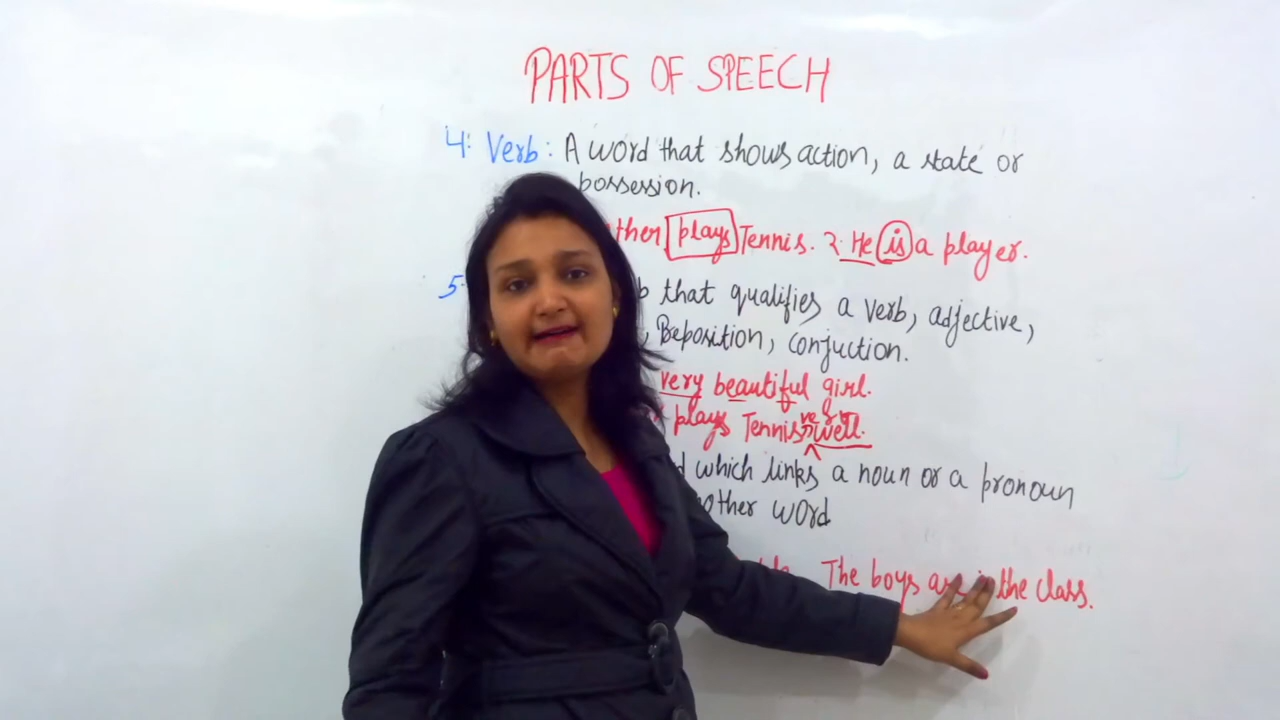 PARTS OF SPEECH
4: Verb: A word that shows action, a state or
possession.
ther plays Tennis. 2. He is a player.
5
b that qualifies a verb, adjective,
, Preposition, Conjuction.
very beautiful girl.
plays Tennis very well.
d which links a noun or a pronoun
nother word
The boys are in the class.